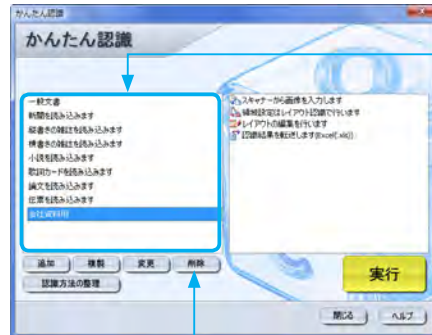 かんたん認識
かんたん認識
一般文書
新聞を読み込みます
縦書きの雑誌を読み込みます
横書きの雑誌を読み込みます
小説を読み込みます
歌詞カードを読み込みます
論文を読み込みます
伝票を読み込みます
会社資料用
スキャナーから画像を入力します
領域設定はレイアウト認識で行います
レイアウトの編集を行います
認識結果を転送します(Excel(.xls))
追加
複製
変更
削除
認識方法の整理
実行
閉じる
ヘルプ